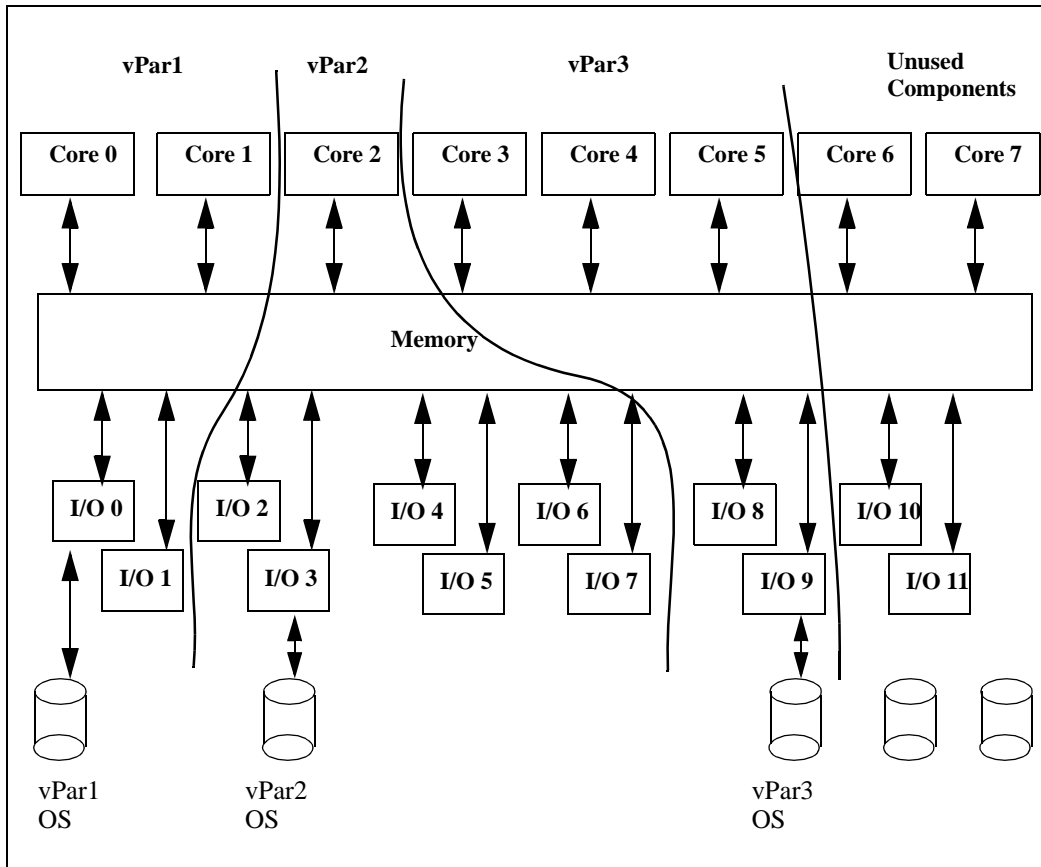 vPar1
vPar2
vPar3
Unused
Components
Core 0
Core 1
Core 2
Core 3
Core 4
Core 5
Core 6
Core 7
Memory
I/O 0
I/O 2
I/O 4
I/O 6
I/O 8
I/O 10
I/O 1
I/O 3
I/O 5
I/O 7
I/O 9
I/O 11
vPar1
OS
vPar2
OS
vPar3
OS